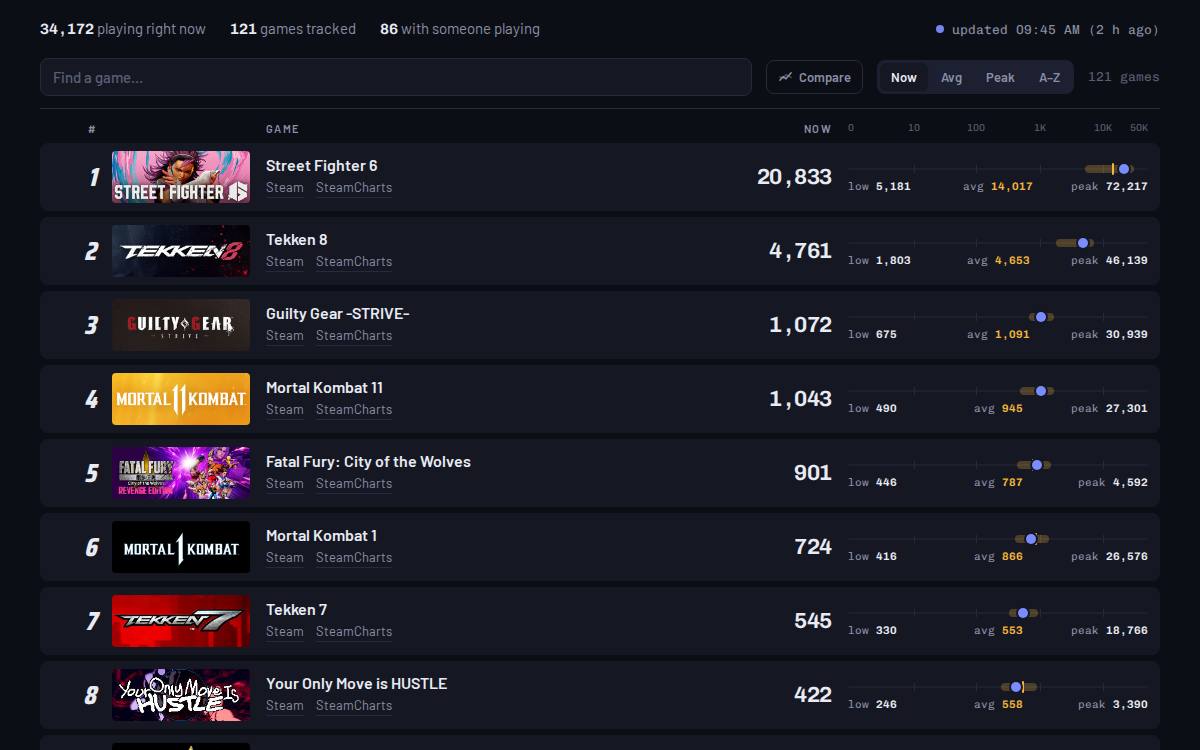 34,172 playing right now 121 games tracked 86 with someone playing updated 09:45 AM (2 h ago)
Find a game... Compare Now Avg Peak A–Z 121 games
# GAME NOW 0 10 100 1K 10K 50K
1 STREET FIGHTER 6 Street Fighter 6 20,833
Steam SteamCharts low 5,181 avg 14,017 peak 72,217
2 TEKKEN 8 Tekken 8 4,761
Steam SteamCharts low 1,803 avg 4,653 peak 46,139
3 GUILTY GEAR Guilty Gear -STRIVE- 1,072
- STRIVE - Steam SteamCharts low 675 avg 1,091 peak 30,939
4 MORTAL 11 KOMBAT Mortal Kombat 11 1,043
Steam SteamCharts low 490 avg 945 peak 27,301
5 FATAL FURY Fatal Fury: City of the Wolves 901
City of the Wolves
REVENGE EDITION Steam SteamCharts low 446 avg 787 peak 4,592
6 MORTAL 1 KOMBAT Mortal Kombat 1 724
Steam SteamCharts low 416 avg 866 peak 26,576
7 TEKKEN 7 Tekken 7 545
Steam SteamCharts low 330 avg 553 peak 18,766
8 Your Only Move Is HUSTLE Your Only Move is HUSTLE 422
Steam SteamCharts low 246 avg 558 peak 3,390